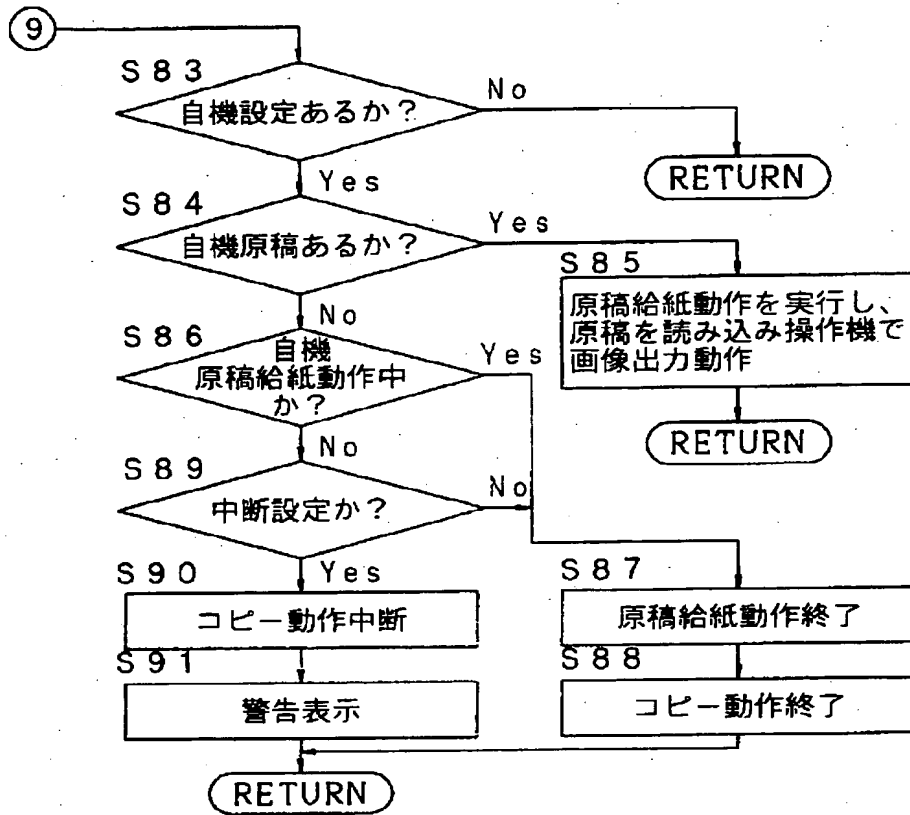 9
S83
自機設定あるか?
No
RETURN
Yes
S84
自機原稿あるか?
Yes
S85
原稿給紙動作を実行し、
原稿を読み込み操作機で
画像出力動作
RETURN
No
S86
自機
原稿給紙動作中
か?
Yes
No
S89
中断設定か?
No
Yes
S90
コピー動作中断
S87
原稿給紙動作終了
S91
警告表示
S88
コピー動作終了
RETURN